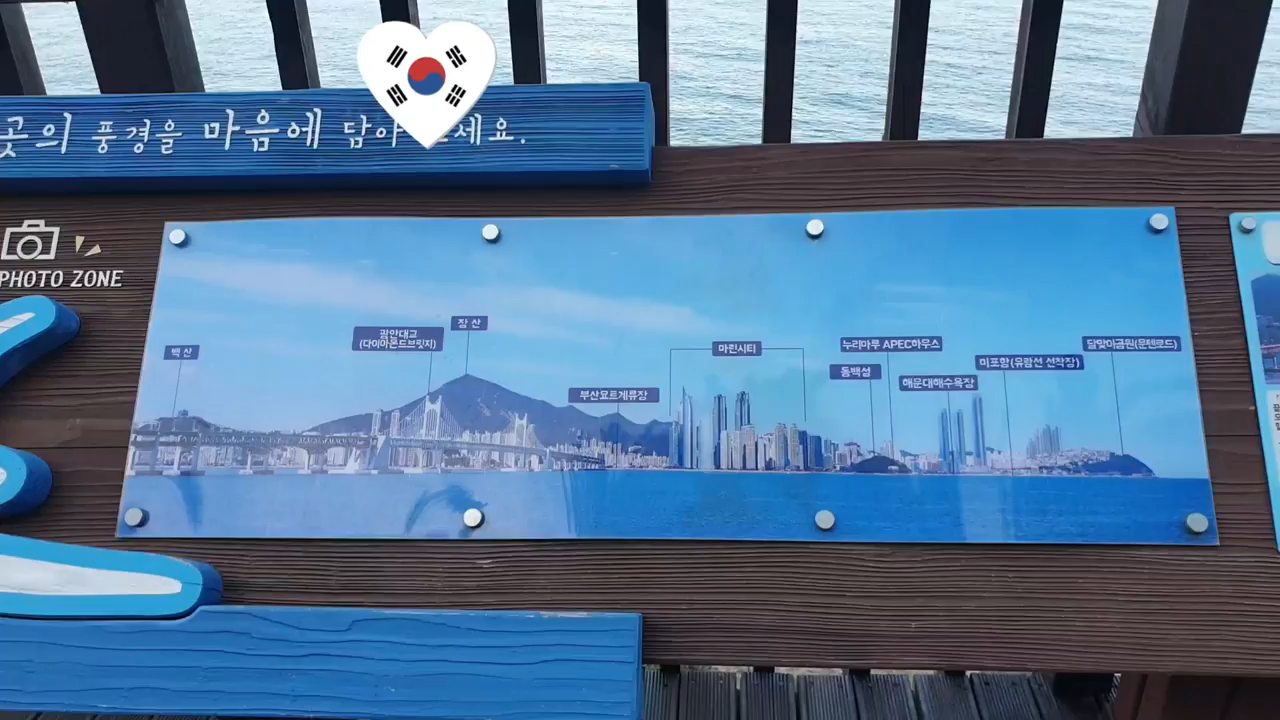 곳의 풍경을 마음에 담아 세요.
PHOTO ZONE
백 산
광안대교
(다이아몬드브릿지)
장 산
부산요트계류장
마린시티
누리마루 APEC하우스
동백섬
해운대해수욕장
미포항(유람선 선착장)
달맞이공원(문텐로드)